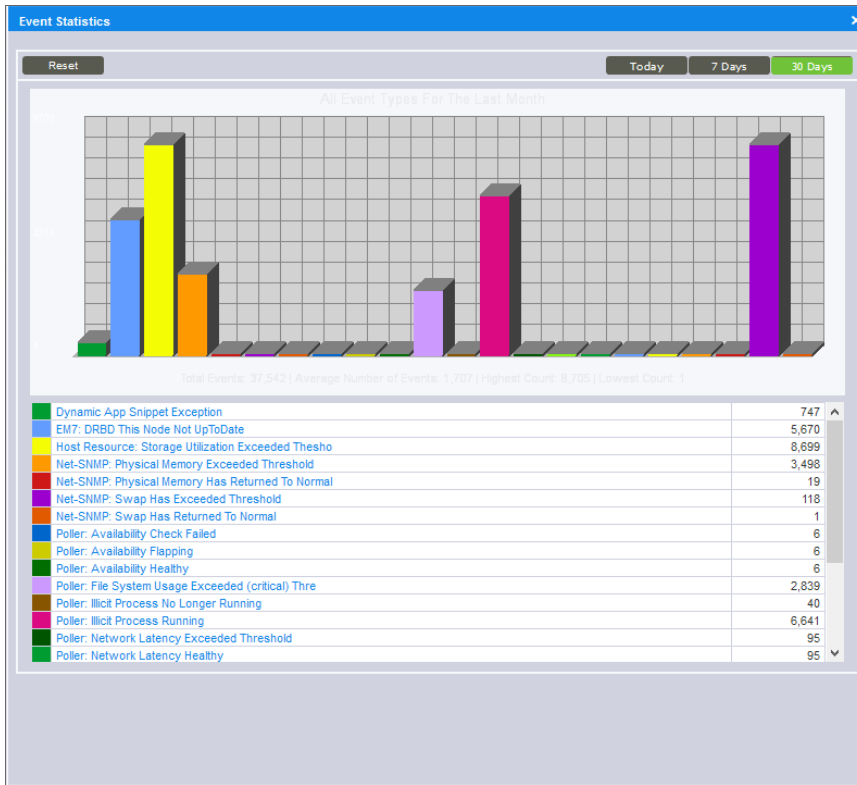 Event Statistics ×
Reset Today 7 Days 30 Days
All Event Types For The Last Month
Total Events: 37,542 | Average Number of Events: 1,707 | Highest Count: 8,705 | Lowest Count: 1
Dynamic App Snippet Exception 747
EM7: DRBD This Node Not UpToDate 5,670
Host Resource: Storage Utilization Exceeded Thesho 8,699
Net-SNMP: Physical Memory Exceeded Threshold 3,498
Net-SNMP: Physical Memory Has Returned To Normal 19
Net-SNMP: Swap Has Exceeded Threshold 118
Net-SNMP: Swap Has Returned To Normal 1
Poller: Availability Check Failed 6
Poller: Availability Flapping 6
Poller: Availability Healthy 6
Poller: File System Usage Exceeded (critical) Thre 2,839
Poller: Illicit Process No Longer Running 40
Poller: Illicit Process Running 6,641
Poller: Network Latency Exceeded Threshold 95
Poller: Network Latency Healthy 95